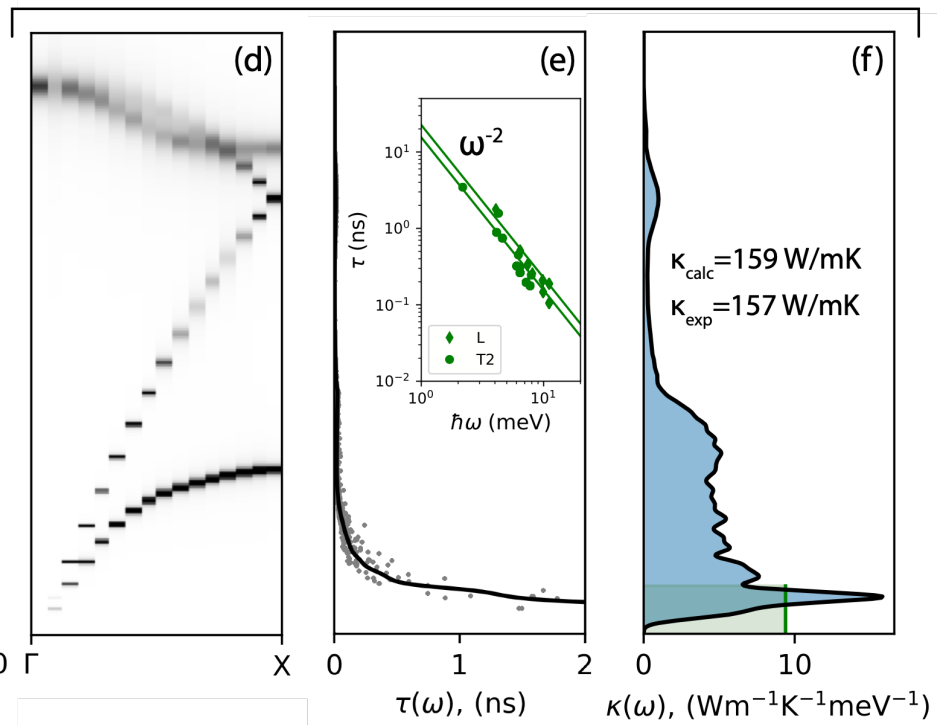 (d)
(e)
(f)
ω⁻²
10¹
10⁰
10⁻¹
10⁻²
τ (ns)
L
T2
10⁰
10¹
ħω (meV)
κcalc=159 W/mK
κexp=157 W/mK
0 Γ
X
0
1
2
0
10
τ(ω), (ns)
κ(ω), (Wm⁻¹K⁻¹meV⁻¹)